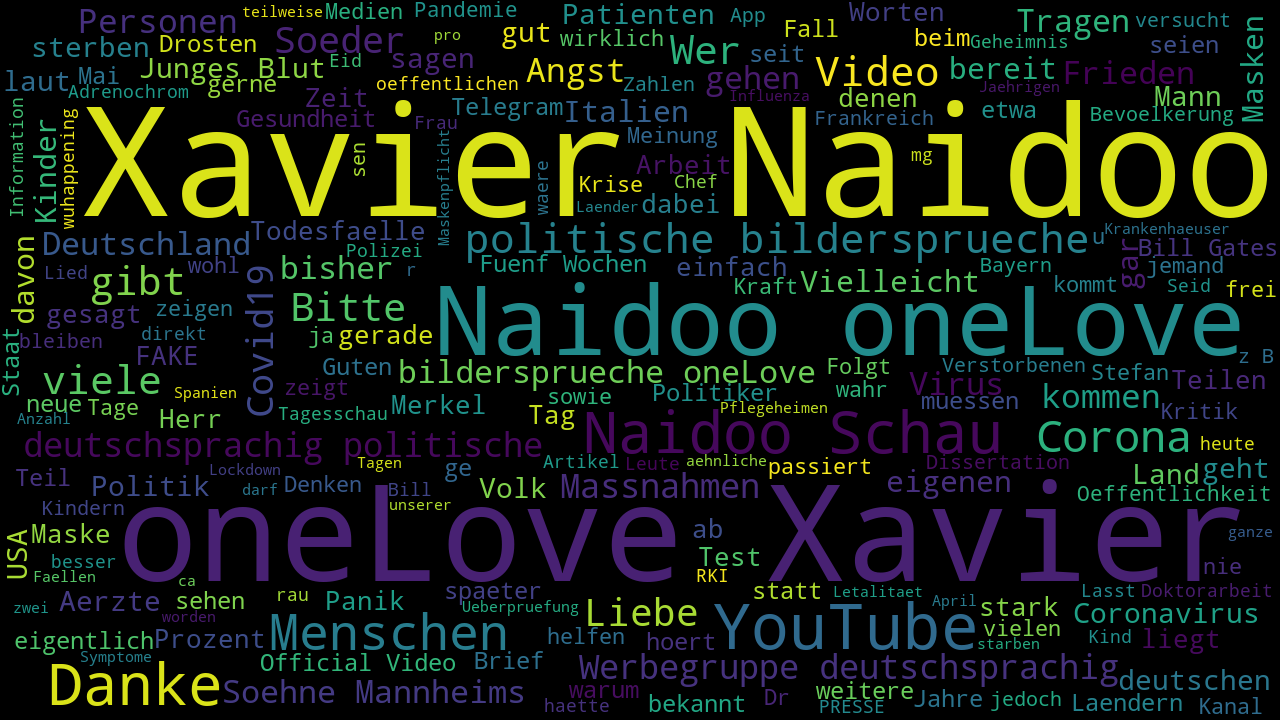 teilweise Medien Pandemie Patienten App Worten
Personen Tragen versucht
sterben Drosten Soeder pro gut wirklich Fall beim Geheimnis seien
Junges Blut Eid sagen Wer seit
laut Mai gerne oeffentlichen Angst Zahlen gehen Video bereit Frieden Masken
Adrenochrom Zeit Telegram Italien Influenza denen etwa Jaehrigen Mann
Information wuhappening Gesundheit Frau Meinung Frankreich Bevoelkerung
Kinder Xavier Naidoo
sen Maskenpflicht waere Arbeit mg
Krise Chef
Laender dabei
Deutschland Todesfaelle politische bildersprueche u Krankenhaeuser
davon Polizei gar Bill Gates
Lied wohl bisher r Fuenf Wochen einfach Bayern jemand
gibt Covid19 Kraft Vielleicht kommt Seid frei
gesagt zeigen Bitte Naidoo oneLove
Staat bleiben direkt ja gerade
FAKE Guten bildersprueche oneLove Folgt Verstorbenen z B
viele Spanien zeigt sowie Politiker wahr Virus Stefan Teilen
neue Tage Merkel muessen kommen
Anzahl Herr Tagesschau Tag Pflegeheimen Kritik
deutschsprachig politische Naidoo Schau Corona heute
Teil Lockdown Tagen ge Artikel Leute aehnliche passiert Dissertation Land geht
Politik darf Denken Bill Volk Massnahmen eigenen Oeffentlichkeit
Kindern unserer
USA Maske oneLove ab Xavier ganze
besser Test nie
Faellen ca RKI
zwei Aerzte sehen rau Panik spaeter statt Letalitaet April Lasst Doktorarbeit
worden Ueberpruefung Liebe stark Coronavirus
eigentlich Prozent Menschen helfen hoert YouTube vielen Kind liegt
Symptome starben
Official Video Brief Werbegruppe deutschsprachig
Danke Soehne Mannheims warum Dr weitere deutschen
haette bekannt PRESSE Jahre jedoch Laendern Kanal